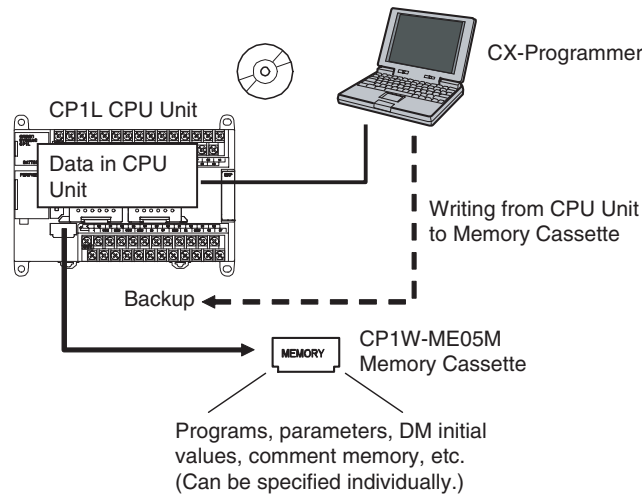 CX-Programmer
CP1L CPU Unit
Data in CPU
Unit
Writing from CPU Unit
to Memory Cassette
Backup
CP1W-ME05M
Memory Cassette
MEMORY
Programs, parameters, DM initial
values, comment memory, etc.
(Can be specified individually.)